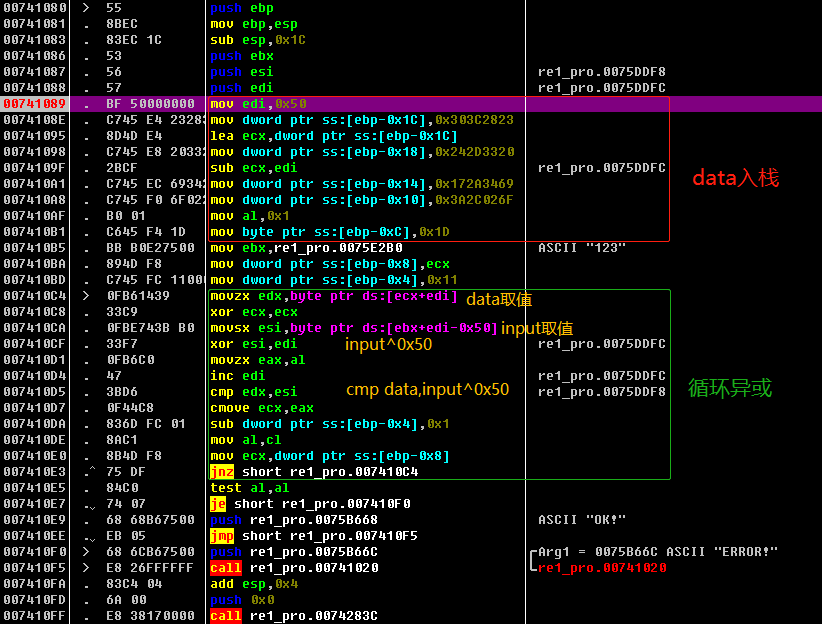 00741080 > 55 push ebp
00741081 . 8BEC mov ebp,esp
00741083 . 83EC 1C sub esp,0x1C
00741086 . 53 push ebx
00741087 . 56 push esi re1_pro.0075DDF8
00741088 . 57 push edi re1_pro.0075DDFC
00741089 . BF 50000000 mov edi,0x50
0074108E . C745 E4 2328: mov dword ptr ss:[ebp-0x1C],0x303C2823
00741095 . 8D4D E4 lea ecx,dword ptr ss:[ebp-0x1C]
00741098 . C745 E8 2033: mov dword ptr ss:[ebp-0x18],0x242D3320
0074109F . 2BCF sub ecx,edi re1_pro.0075DDFC
data入栈
007410A1 . C745 EC 6934: mov dword ptr ss:[ebp-0x14],0x172A3469
007410A8 . C745 F0 6F02: mov dword ptr ss:[ebp-0x10],0x3A2C026F
007410AF . B0 01 mov al,0x1
007410B1 . C645 F4 1D mov byte ptr ss:[ebp-0xC],0x1D
007410B5 . BB B0E27500 mov ebx,re1_pro.0075E2B0 ASCII "123"
007410BA . 894D F8 mov dword ptr ss:[ebp-0x8],ecx
007410BD . C745 FC 1100: mov dword ptr ss:[ebp-0x4],0x11
007410C4 > 0FB61439 movzx edx,byte ptr ds:[ecx+edi] data取值
007410C8 . 33C9 xor ecx,ecx
007410CA . 0FBE743B B0 movsx esi,byte ptr ds:[ebx+edi-0x50] input取值
007410CF . 33F7 xor esi,edi input^0x50 re1_pro.0075DDFC
007410D1 . 0FB6C0 movzx eax,al
007410D4 . 47 inc edi re1_pro.0075DDFC
007410D5 . 3BD6 cmp edx,esi cmp data,input^0x50 re1_pro.0075DDF8
循环异或
007410D7 . 0F44C8 cmove ecx,eax
007410DA . 836D FC 01 sub dword ptr ss:[ebp-0x4],0x1
007410DE . 8AC1 mov al,cl
007410E0 . 8B4D F8 mov ecx,dword ptr ss:[ebp-0x8]
007410E3 .^ 75 DF jnz short re1_pro.007410C4
007410E5 . 84C0 test al,al
007410E7 .v 74 07 je short re1_pro.007410F0
007410E9 . 68 68B67500 push re1_pro.0075B668 ASCII "OK!"
007410EE .v EB 05 jmp short re1_pro.007410F5
007410F0 > 68 6CB67500 push re1_pro.0075B66C Arg1 = 0075B66C ASCII "ERROR!"
007410F5 > E8 26FFFFFF call re1_pro.00741020 re1_pro.00741020
007410FA . 83C4 04 add esp,0x4
007410FD . 6A 00 push 0x0
007410FF . E8 38170000 call re1_pro.0074283C